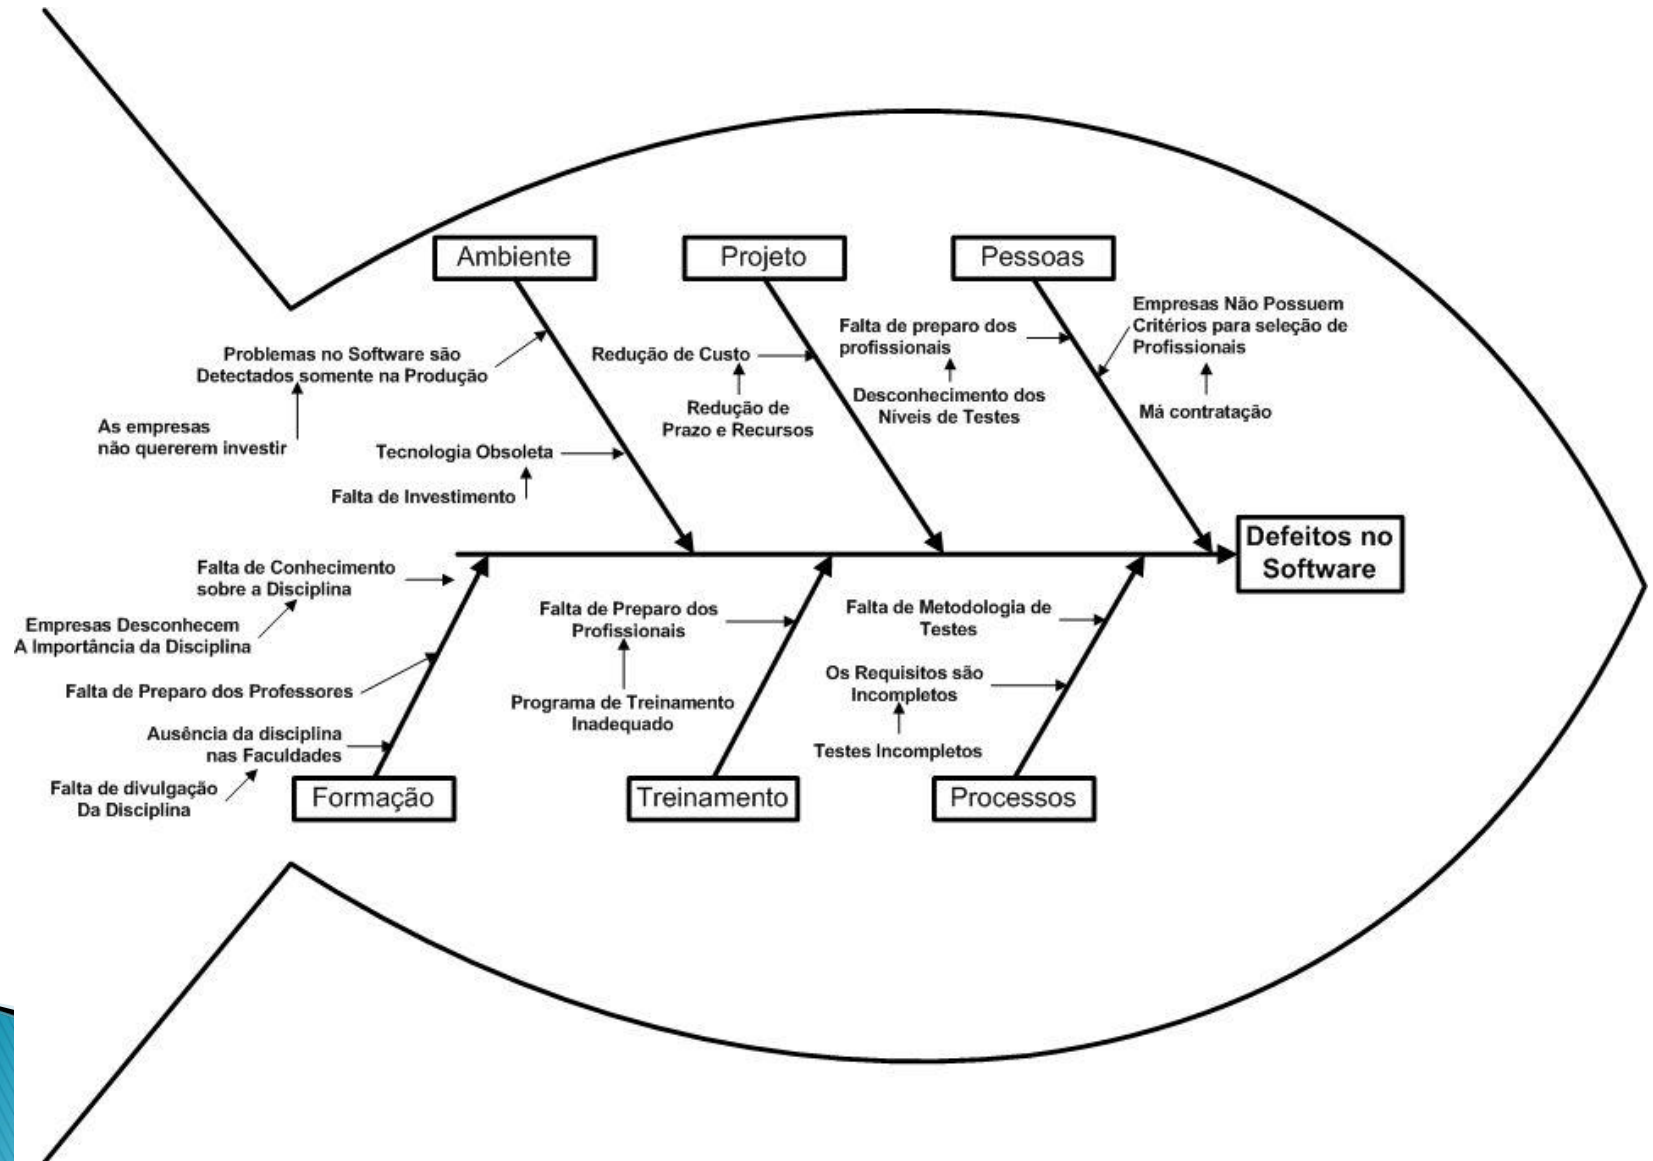 Ambiente
Projeto
Pessoas
Problemas no Software são
Detectados somente na Produção
As empresas
não quererem investir
Tecnologia Obsoleta
Falta de Investimento
Redução de Custo
Redução de
Prazo e Recursos
Falta de preparo dos
profissionais
Desconhecimento dos
Níveis de Testes
Empresas Não Possuem
Critérios para seleção de
Profissionais
Má contratação
Defeitos no
Software
Falta de Conhecimento
sobre a Disciplina
Empresas Desconhecem
A Importância da Disciplina
Falta de Preparo dos Professores
Ausência da disciplina
nas Faculdades
Falta de divulgação
Da Disciplina
Falta de Preparo dos
Profissionais
Programa de Treinamento
Inadequado
Falta de Metodologia de
Testes
Os Requisitos são
Incompletos
Testes Incompletos
Formação
Treinamento
Processos